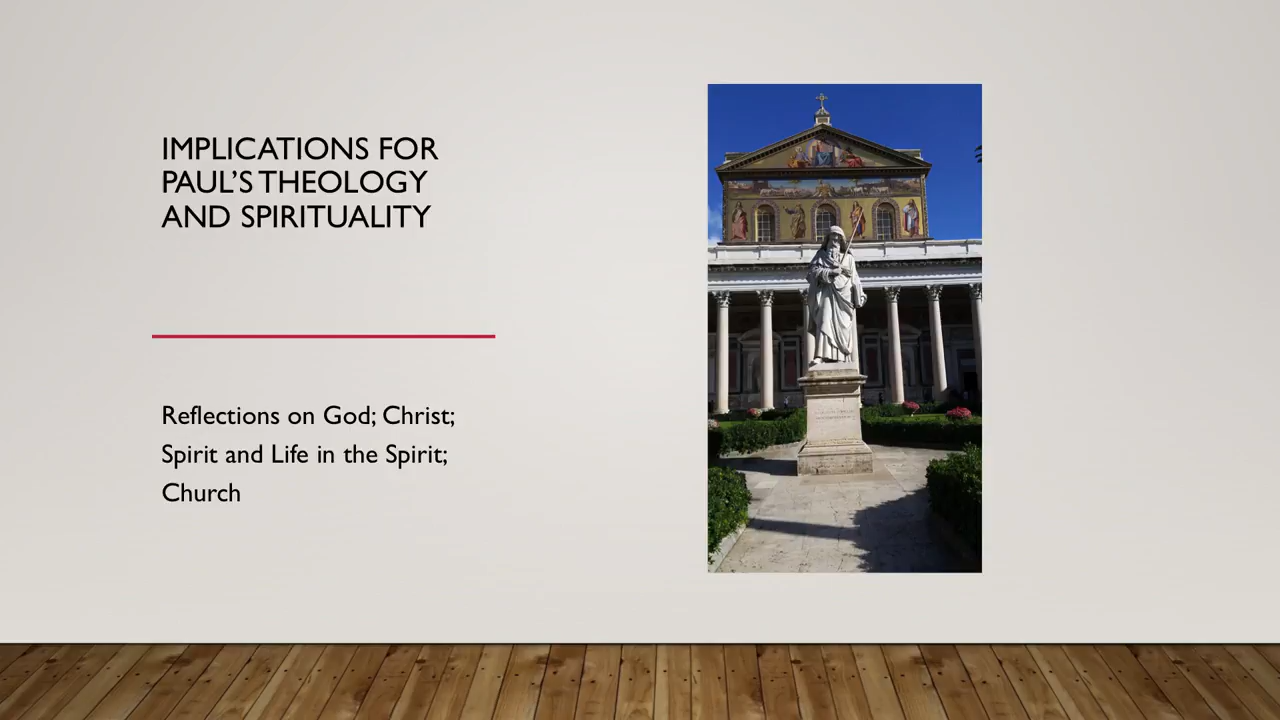 IMPLICATIONS FOR
PAUL’S THEOLOGY
AND SPIRITUALITY
Reflections on God; Christ;
Spirit and Life in the Spirit;
Church